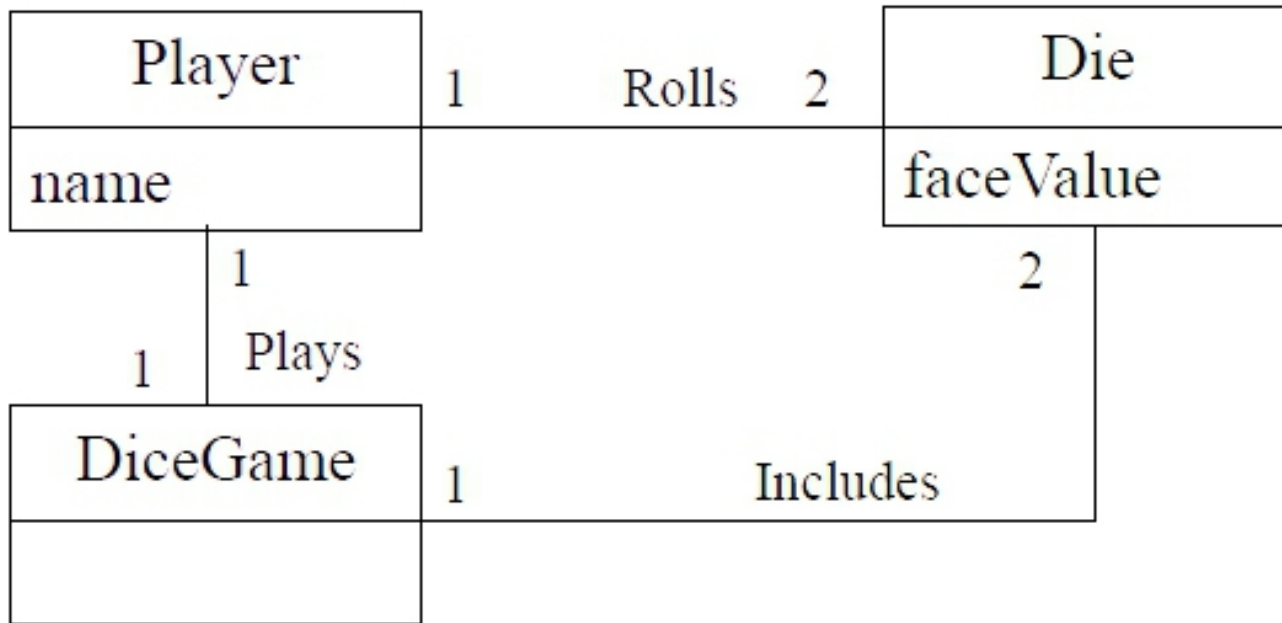 Player
1 Rolls 2
Die
name
faceValue
1
2
Plays
1
DiceGame
1 Includes